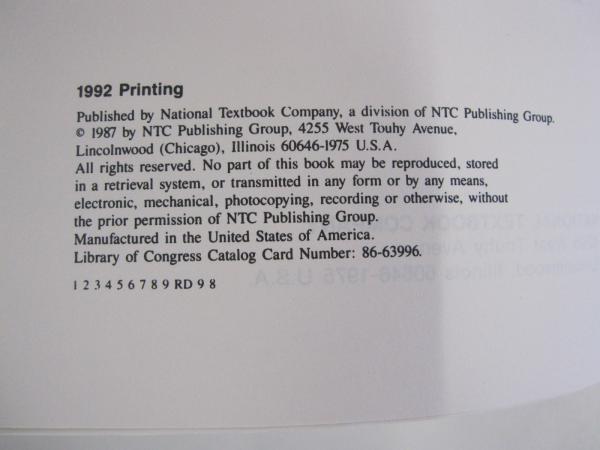 1992 Printing
Published by National Textbook Company, a division of NTC Publishing Group.
© 1987 by NTC Publishing Group, 4255 West Touhy Avenue,
Lincolnwood (Chicago), Illinois 60646-1975 U.S.A.
All rights reserved. No part of this book may be reproduced, stored
in a retrieval system, or transmitted in any form or by any means,
electronic, mechanical, photocopying, recording or otherwise, without
the prior permission of NTC Publishing Group.
Manufactured in the United States of America.
Library of Congress Catalog Card Number: 86-63996.
1 2 3 4 5 6 7 8 9 RD 9 8